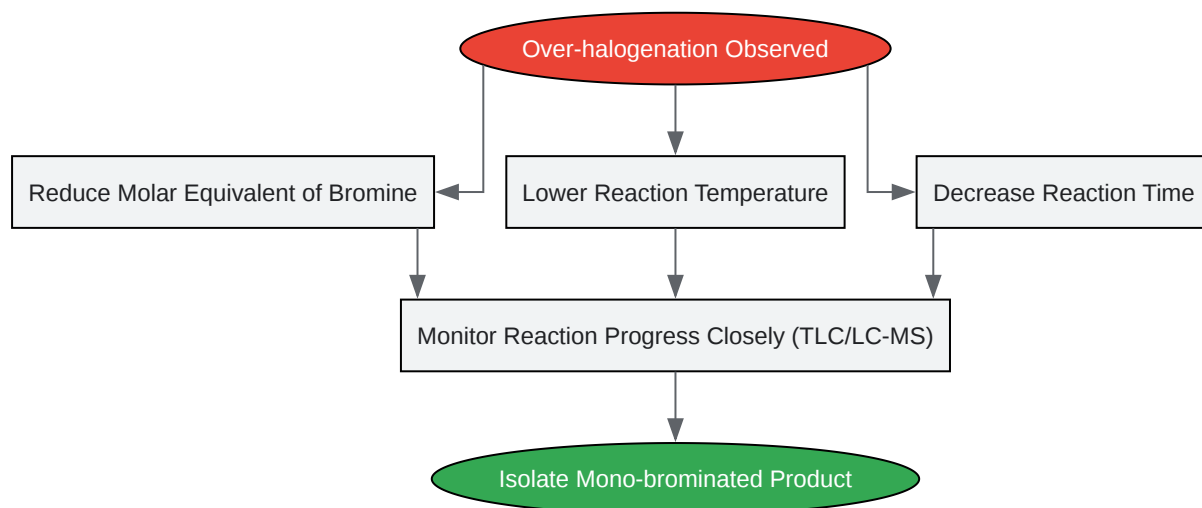 Over-halogenation Observed
Reduce Molar Equivalent of Bromine
Lower Reaction Temperature
Decrease Reaction Time
Monitor Reaction Progress Closely (TLC/LC-MS)
Isolate Mono-brominated Product